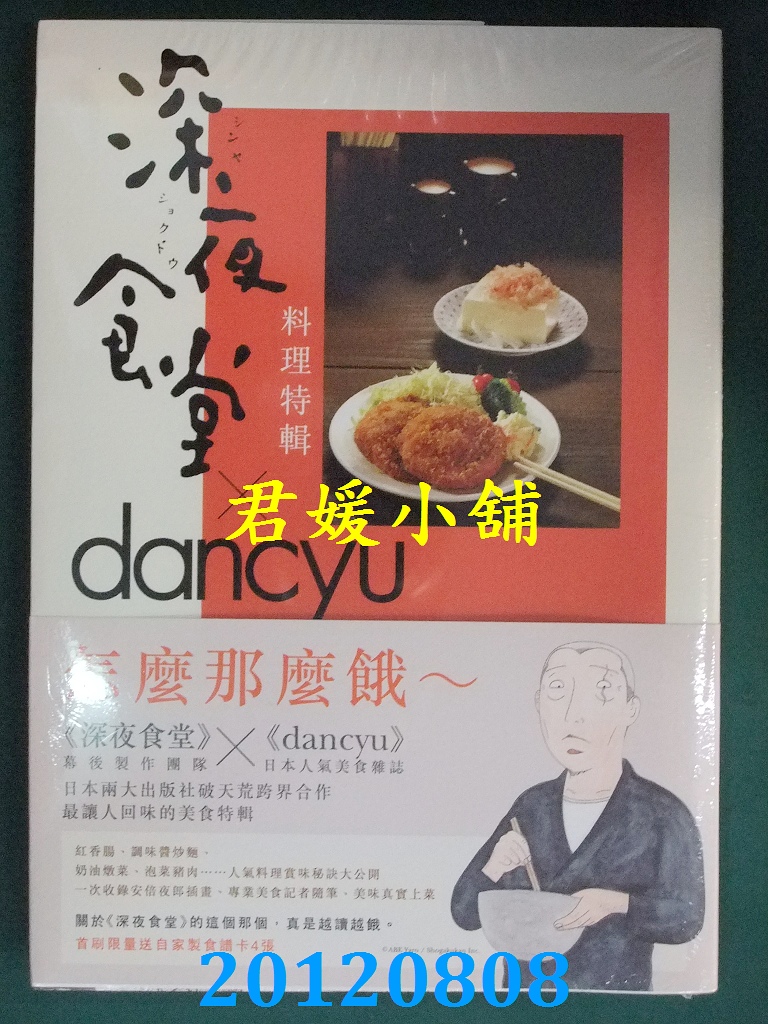 深夜
シンヤ
食堂
ショクドウ
料理特輯
×
dancyu
君媛小舖
怎麼那麼餓～
《深夜食堂》×《dancyu》
幕後製作團隊 日本人氣美食雜誌
日本兩大出版社破天荒跨界合作
最讓人回味的美食特輯
紅香腸、調味醬炒麵、
奶油燉菜、泡菜豬肉……人氣料理賞味秘訣大公開
一次收錄安倍夜郎插畫、專業美食記者隨筆、美味真實上菜
關於《深夜食堂》的這個那個，真是越讀越餓。
首刷限量送自家製食譜卡4張
©ABE Yaro / Shogakukan Inc.
20120808